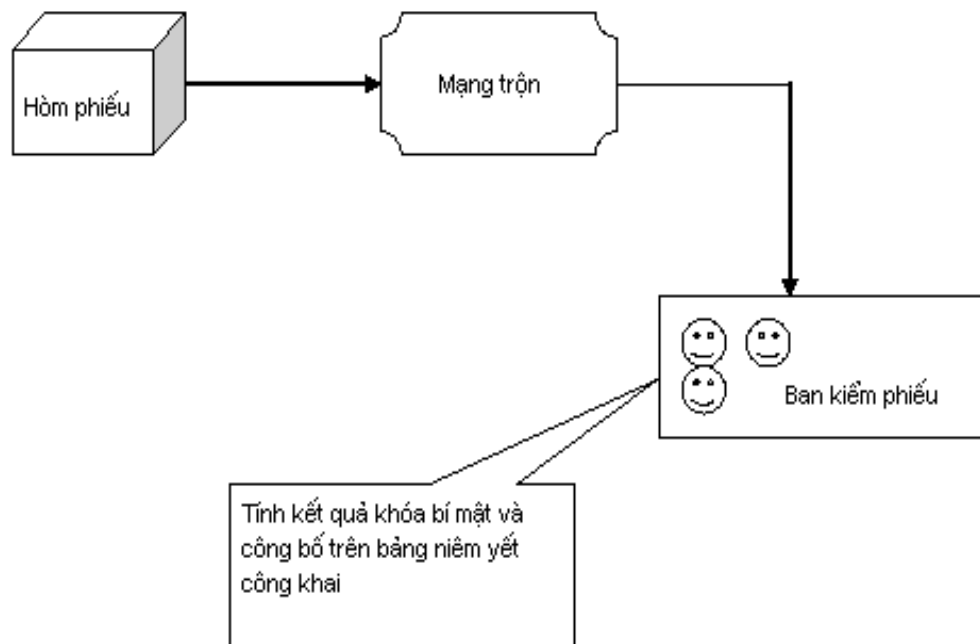 Hòm phiếu
Mạng trộn
Ban kiểm phiếu
Tính kết quả khóa bí mật và
công bố trên bảng niêm yết
công khai